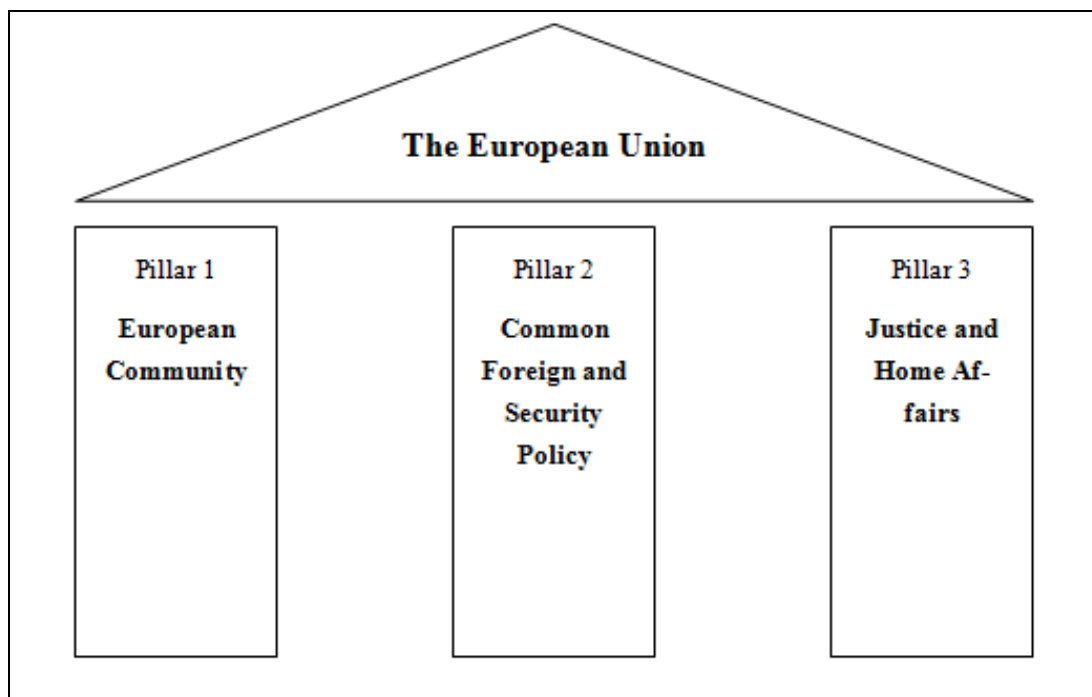 The European Union
Pillar 1
European
Community
Pillar 2
Common
Foreign and
Security
Policy
Pillar 3
Justice and
Home Af-
fairs